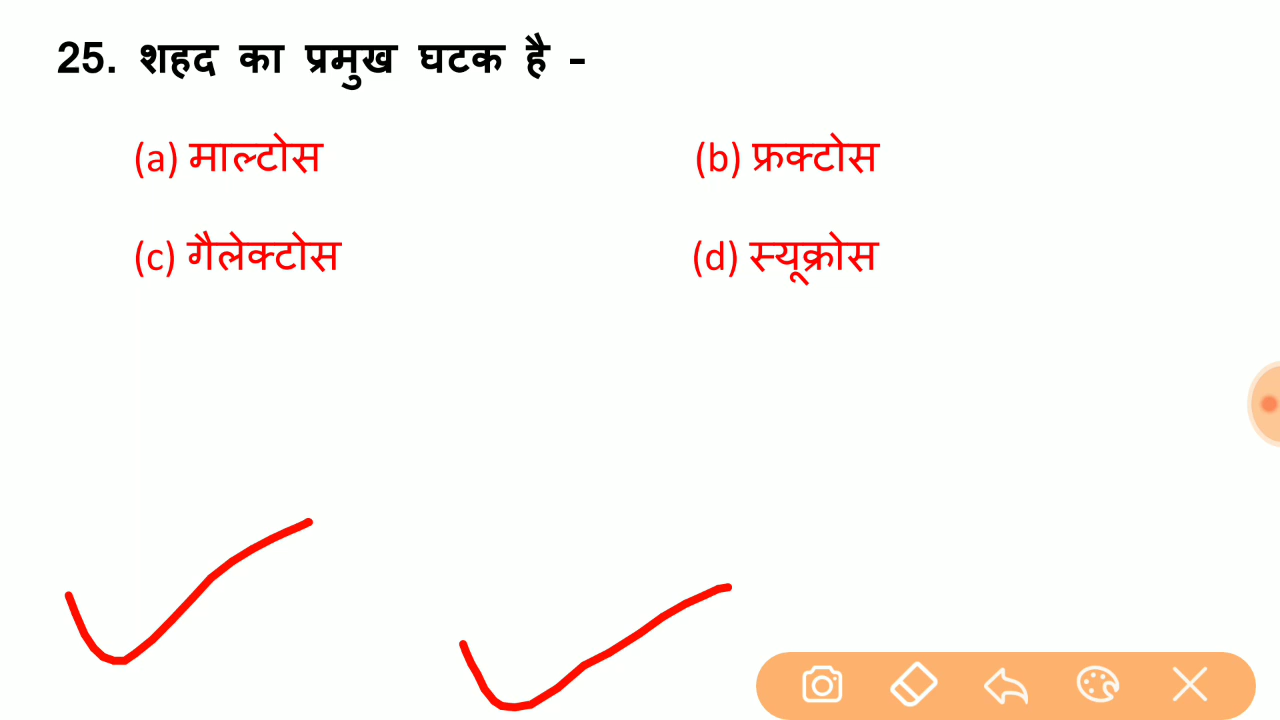 25. शहद का प्रमुख घटक है -
(a) माल्टोस (b) फ्रक्टोस
(c) गैलेक्टोस (d) स्यूक्रोस